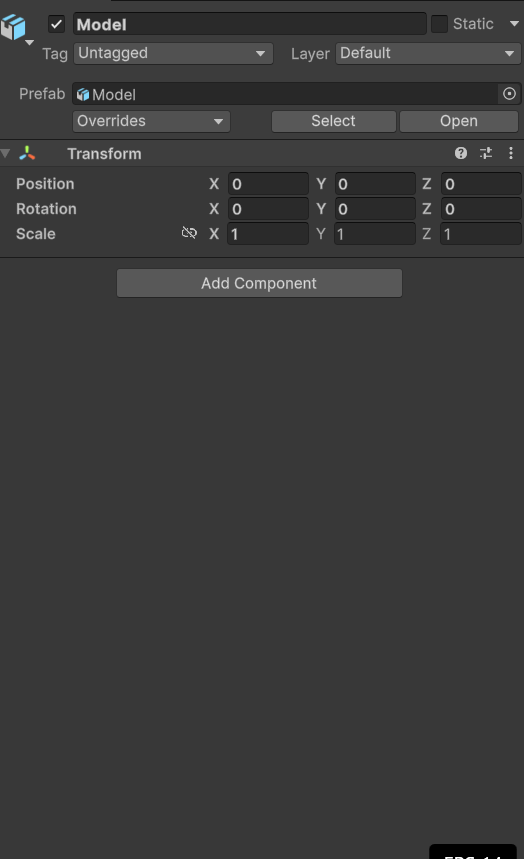 Model
Static
Tag Untagged Layer Default
Prefab Model
Overrides Select Open
Transform
Position X 0 Y 0 Z 0
Rotation X 0 Y 0 Z 0
Scale X 1 Y 1 Z 1
Add Component